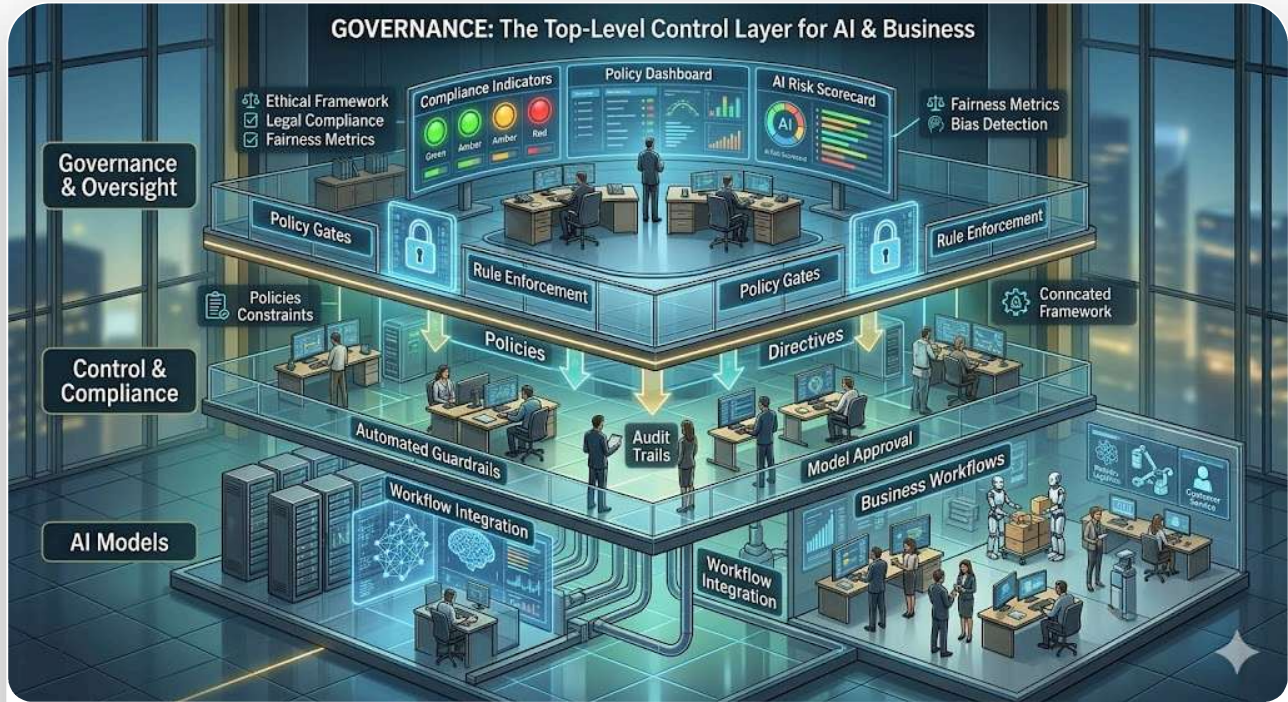 GOVERNANCE: The Top-Level Control Layer for AI & Business
Compliance Indicators
Green
Amber
Amber
Red
Policy Dashboard
AI Risk Scorecard
AI
Ethical Framework
Legal Compliance
Fairness Metrics
Fairness Metrics
Bias Detection
Governance
& Oversight
Policy Gates
Rule Enforcement
Policy Gates
Rule Enforcement
Policies
Constraints
Conncated
Framework
Policies
Directives
Control &
Compliance
Automated Guardrails
Audit
Trails
Model Approval
AI Models
Workflow Integration
Workflow
Integration
Business Workflows
Service